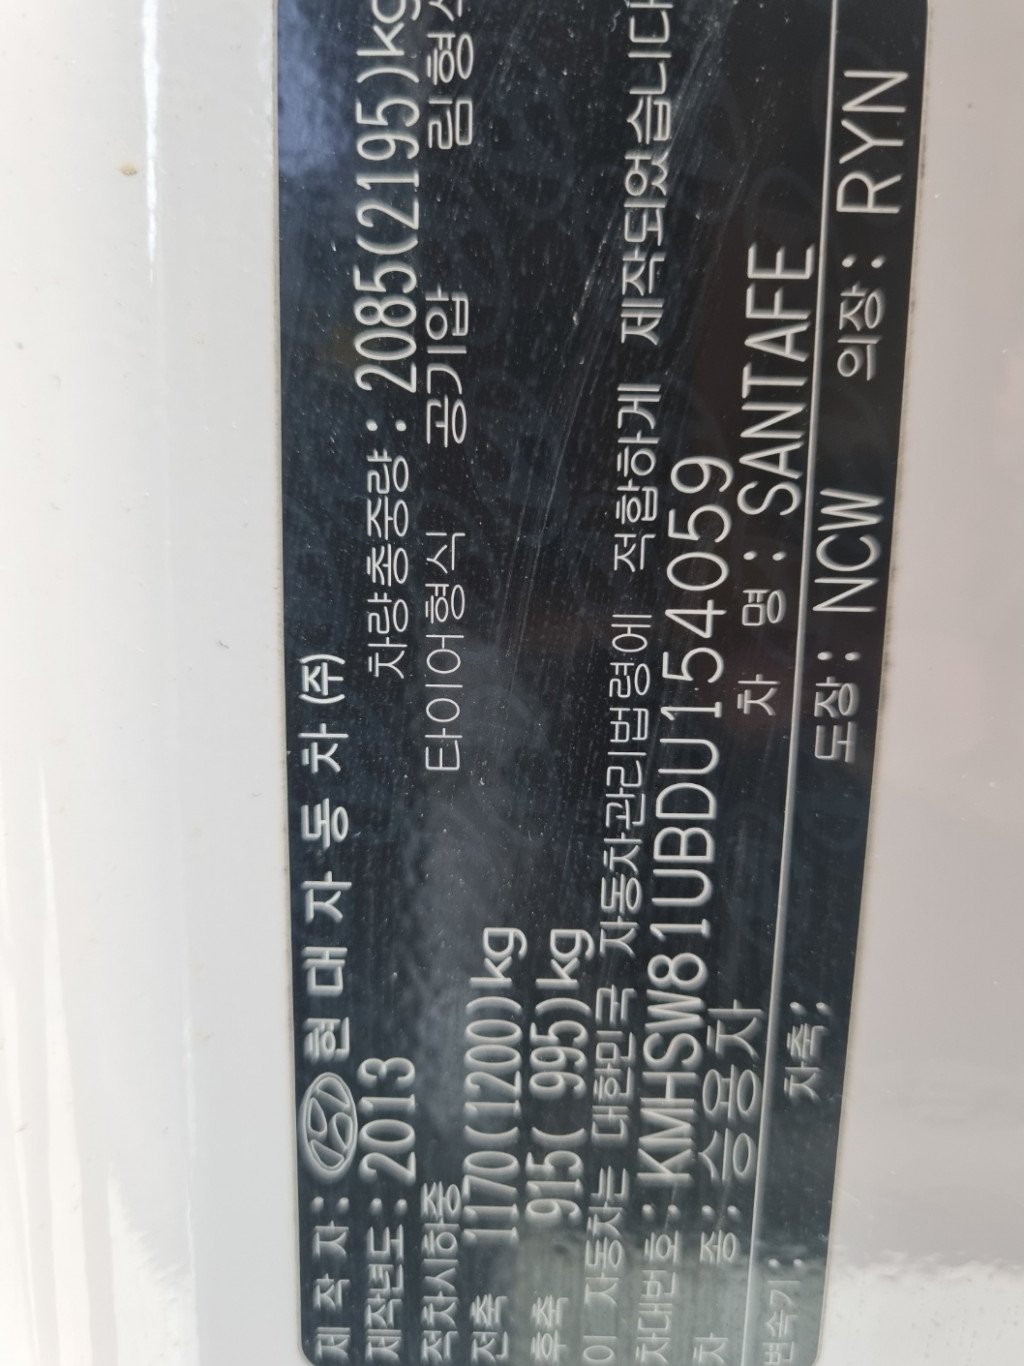 제 작 자 : 현 대 자 동 차 (주)
제작년도 : 2013 차량총중량 : 2085(2195)kg
적차시하중 타이어형식 공기압 림형식
전축 1170(1200)kg
후축 915( 995)kg
이 자동차는 대한민국 자동차관리법령에 적합하게 제작되었습니다
차대번호 : KMHSW81UBDU154059
차 종 : 승용차 차 명 : SANTAFE
변속기 : 차축 : 도장 : NCW 의장 : RYN